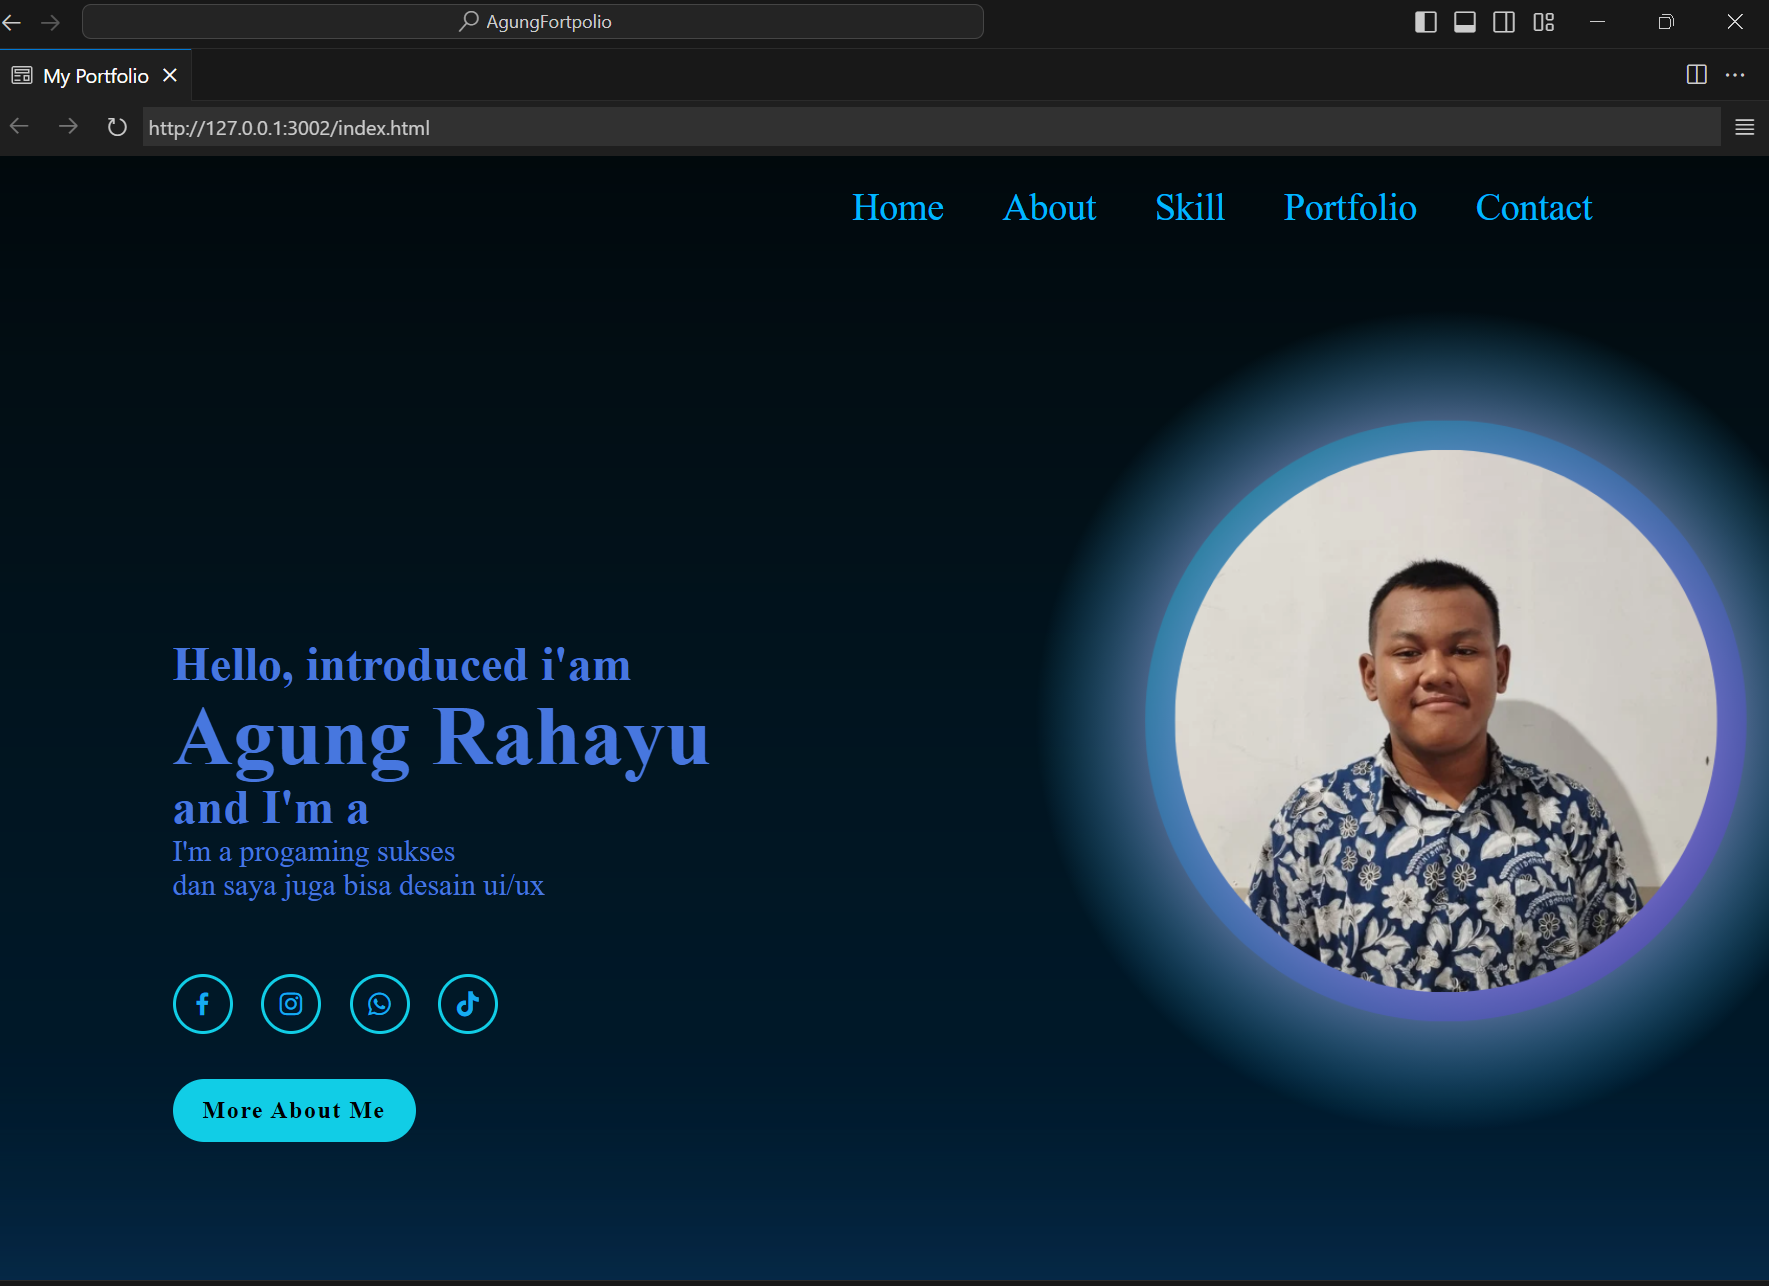 AgungFortpolio
My Portfolio
http://127.0.0.1:3002/index.html
Home About Skill Portfolio Contact
Hello, introduced i'am
Agung Rahayu
and I'm a
I'm a progaming sukses
dan saya juga bisa desain ui/ux
More About Me